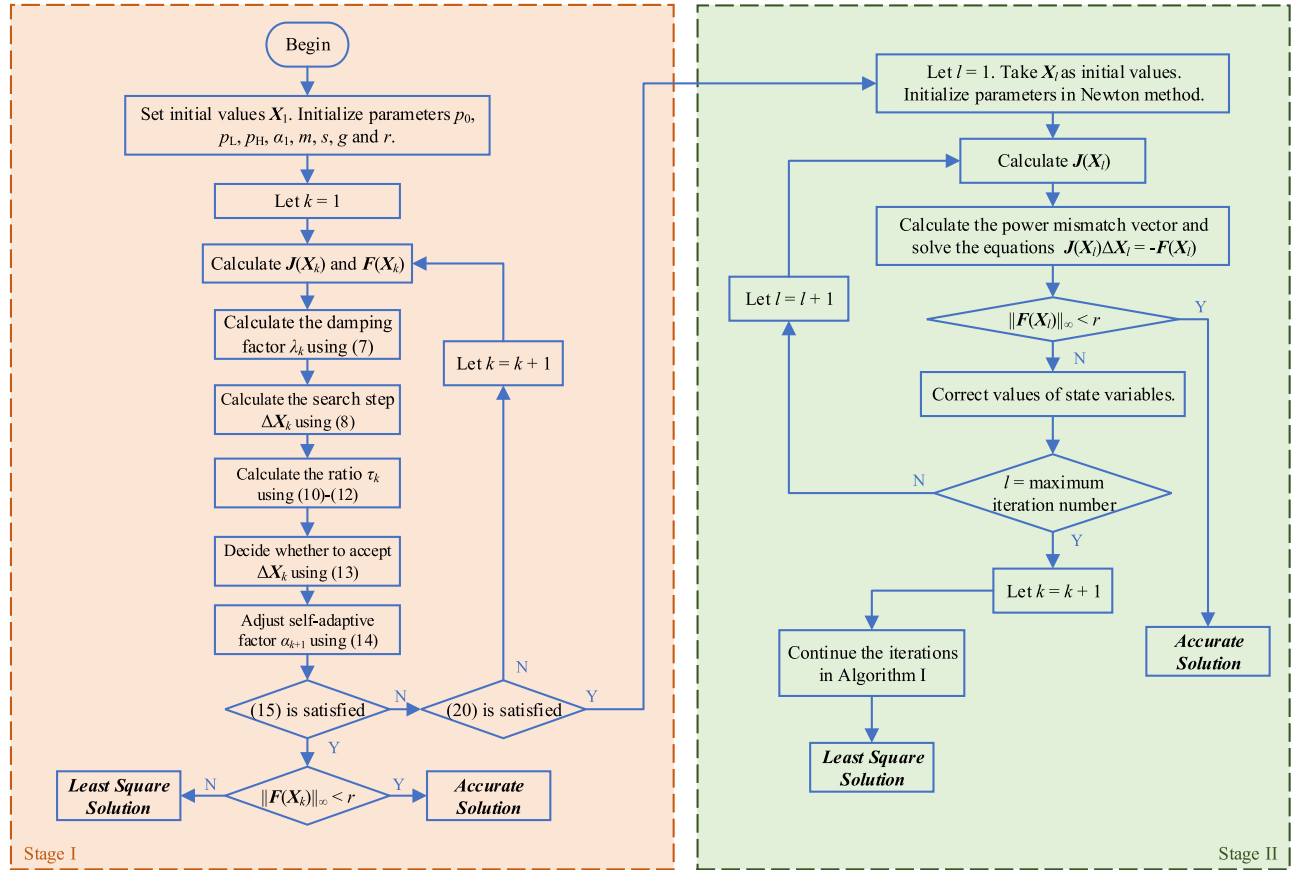 Begin
Set initial values X₁. Initialize parameters p₀,
p_L, p_H, α₁, m, s, g and r.
Let k = 1
Calculate J(Xₖ) and F(Xₖ)
Calculate the damping
factor λₖ using (7)
Let k = k + 1
Calculate the search step
ΔXₖ using (8)
Calculate the ratio τₖ
using (10)-(12)
Decide whether to accept
ΔXₖ using (13)
Adjust self-adaptive
factor αₖ₊₁ using (14)
(15) is satisfied
N
(20) is satisfied
N
Y
Y
‖F(Xₖ)‖∞ < r
N
Least Square
Solution
Y
Accurate
Solution
Stage I
Let l = 1. Take Xₗ as initial values.
Initialize parameters in Newton method.
Calculate J(Xₗ)
Calculate the power mismatch vector and
solve the equations J(Xₗ)ΔXₗ = -F(Xₗ)
Let l = l + 1
‖F(Xₗ)‖∞ < r
Y
N
Correct values of state variables.
l = maximum
iteration number
N
Y
Let k = k + 1
Continue the iterations
in Algorithm I
Accurate
Solution
Least Square
Solution
Stage II